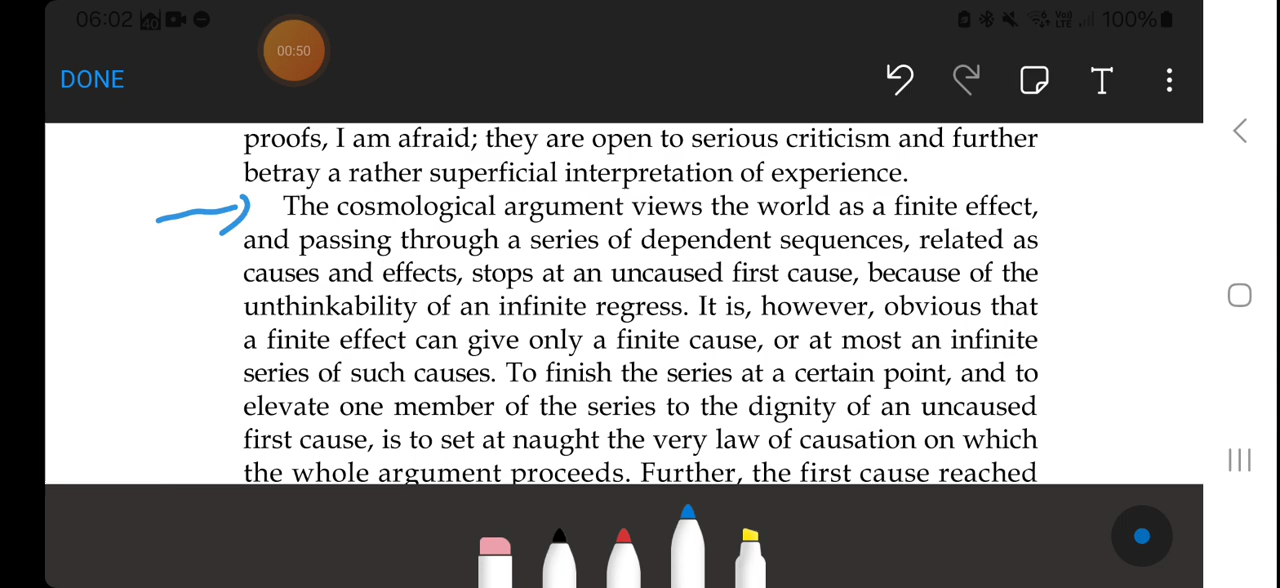 06:02
40
Vo))
LTE
100%
00:50
DONE
T
proofs, I am afraid; they are open to serious criticism and further
betray a rather superficial interpretation of experience.
The cosmological argument views the world as a finite effect,
and passing through a series of dependent sequences, related as
causes and effects, stops at an uncaused first cause, because of the
unthinkability of an infinite regress. It is, however, obvious that
a finite effect can give only a finite cause, or at most an infinite
series of such causes. To finish the series at a certain point, and to
elevate one member of the series to the dignity of an uncaused
first cause, is to set at naught the very law of causation on which
the whole argument proceeds. Further, the first cause reached